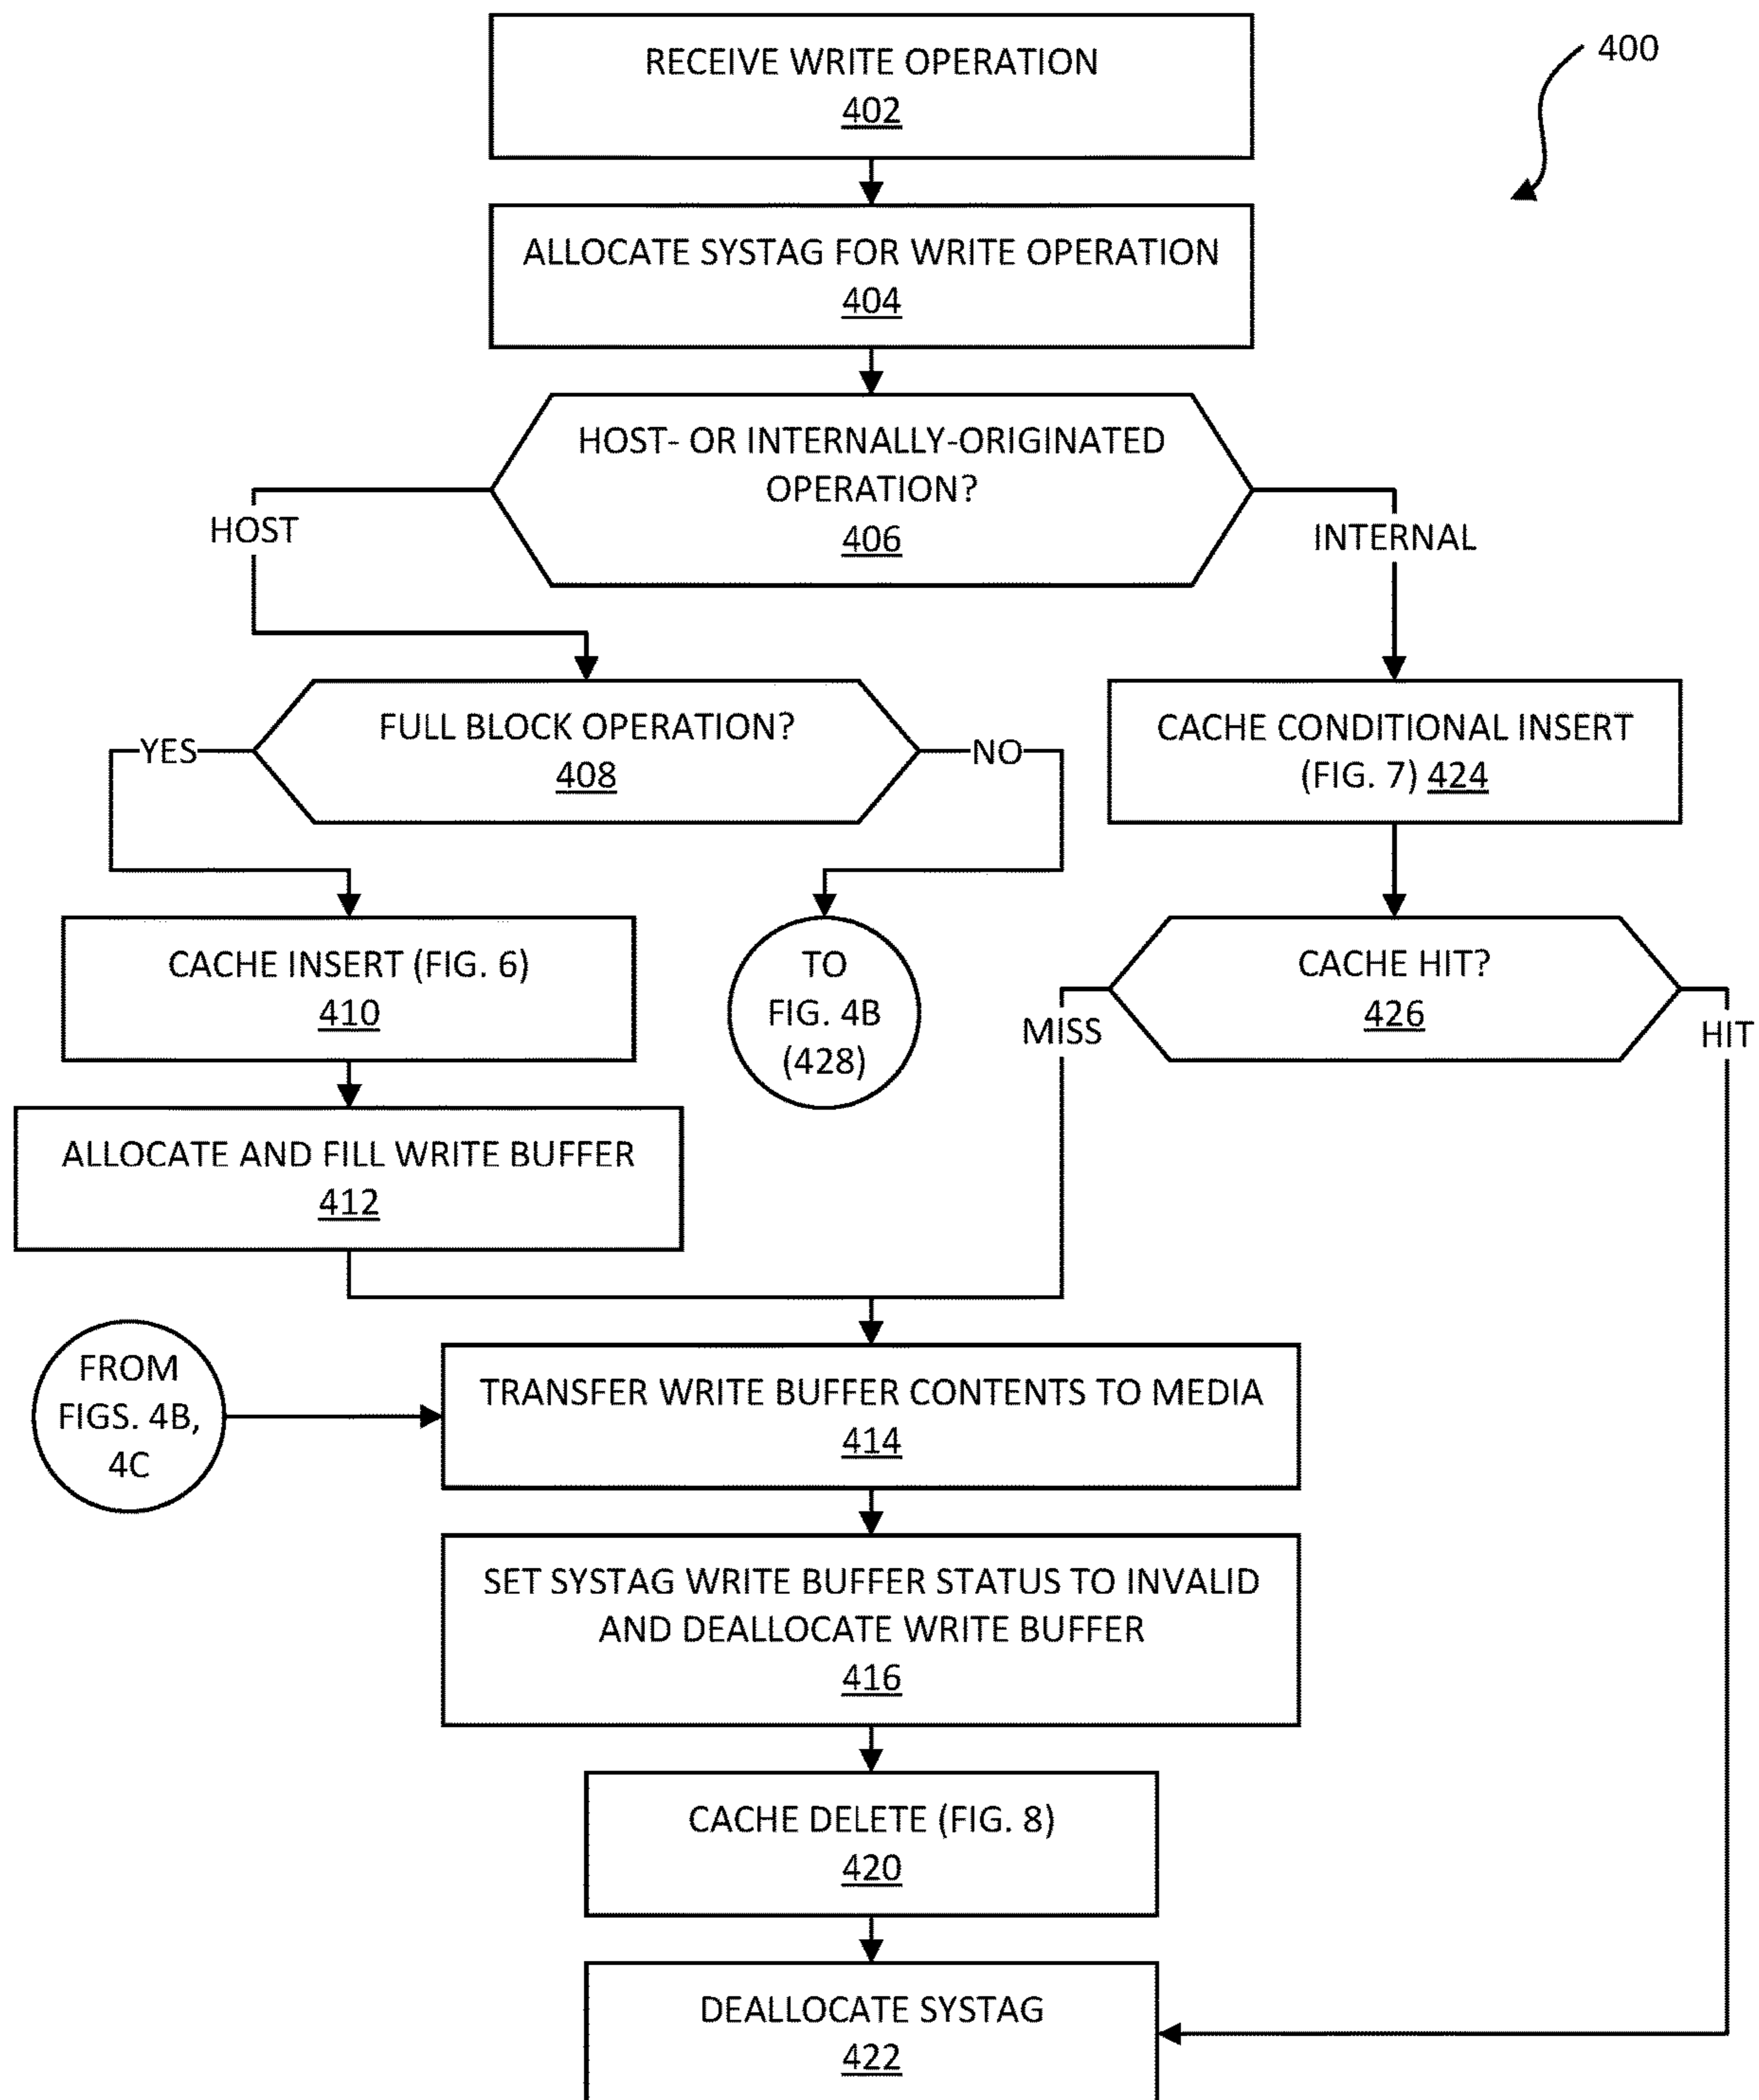 RECEIVE WRITE OPERATION
402
400
ALLOCATE SYSTAG FOR WRITE OPERATION
404
HOST- OR INTERNALLY-ORIGINATED
OPERATION?
406
HOST
INTERNAL
FULL BLOCK OPERATION?
408
YES
NO
CACHE CONDITIONAL INSERT
(FIG. 7) 424
CACHE INSERT (FIG. 6)
410
TO
FIG. 4B
(428)
CACHE HIT?
426
MISS
HIT
ALLOCATE AND FILL WRITE BUFFER
412
FROM
FIGS. 4B,
4C
TRANSFER WRITE BUFFER CONTENTS TO MEDIA
414
SET SYSTAG WRITE BUFFER STATUS TO INVALID
AND DEALLOCATE WRITE BUFFER
416
CACHE DELETE (FIG. 8)
420
DEALLOCATE SYSTAG
422